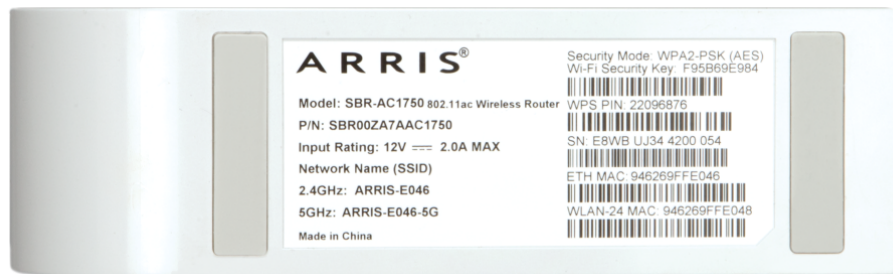 ARRIS®
Model: SBR-AC1750 802.11ac Wireless Router
P/N: SBR00ZA7AAC1750
Input Rating: 12V ⎓ 2.0A MAX
Network Name (SSID)
2.4GHz: ARRIS-E046
5GHz: ARRIS-E046-5G
Made in China
Security Mode: WPA2-PSK (AES)
Wi-Fi Security Key: F95B69E984
WPS PIN: 22096876
SN: E8WB UJ34 4200 054
ETH MAC: 946269FFE046
WLAN-24 MAC: 946269FFE048